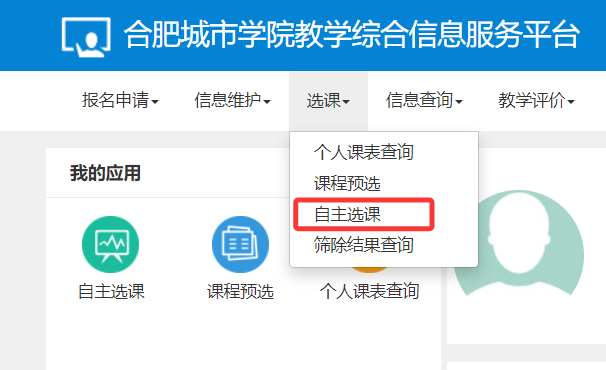 合肥城市学院教学综合信息服务平台
报名申请 信息维护 选课 信息查询 教学评价
个人课表查询
课程预选
自主选课
筛除结果查询
我的应用
自主选课 课程预选 个人课表查询